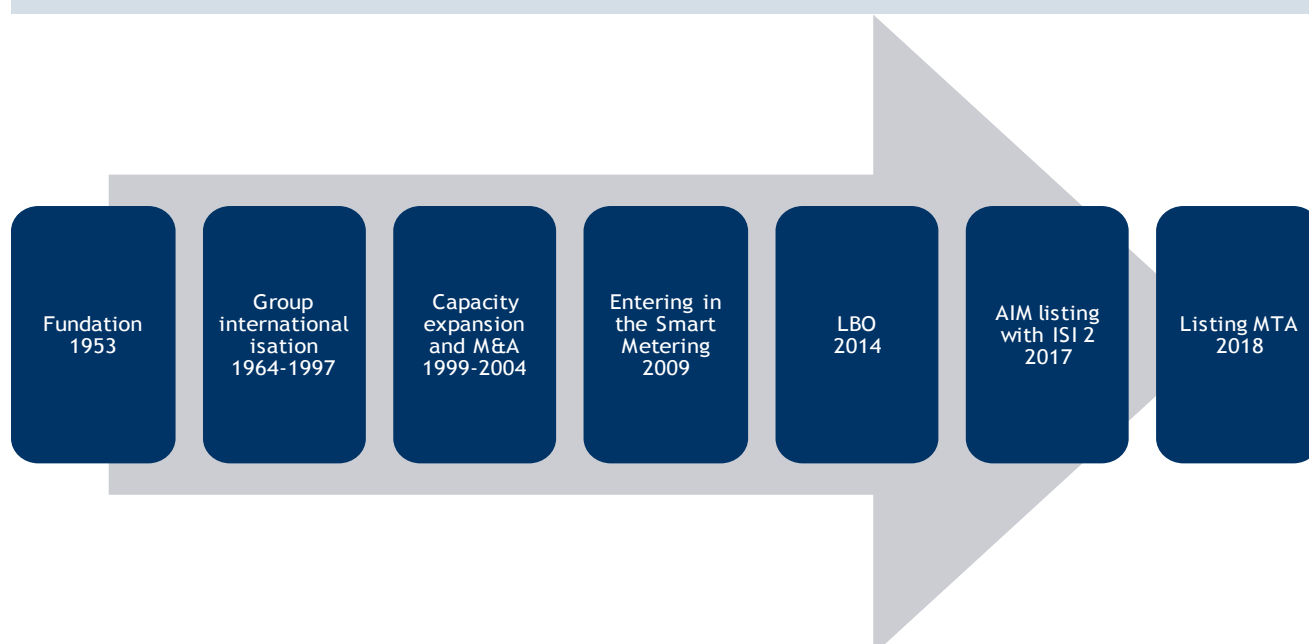 Fundation
1953
Group
international
isation
1964-1997
Capacity
expansion
and M&A
1999-2004
Entering in
the Smart
Metering
2009
LBO
2014
AIM listing
with ISI 2
2017
Listing MTA
2018